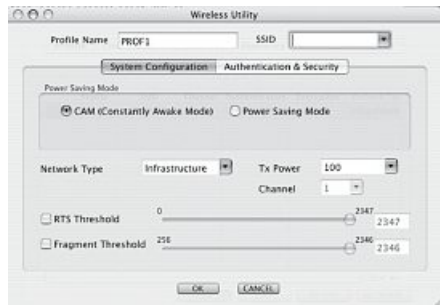 Wireless Utility
Profile Name PROF1 SSID
System Configuration Authentication & Security
Power Saving Mode
CAM (Constantly Awake Mode) Power Saving Mode
Network Type Infrastructure Tx Power 100
Channel 1
0 2347
RTS Threshold 2347
256 2346
Fragment Threshold 2346
OK CANCEL